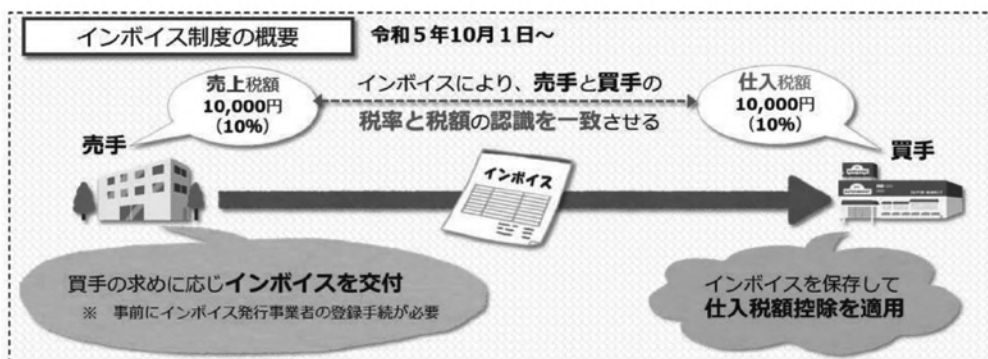 インボイス制度の概要
令和5年10月1日～
売上税額
10,000円
（10%）
インボイスにより、売手と買手の
税率と税額の認識を一致させる
仕入税額
10,000円
（10%）
売手
買手
インボイス
買手の求めに応じインボイスを交付
※ 事前にインボイス発行事業者の登録手続が必要
インボイスを保存して
仕入税額控除を適用